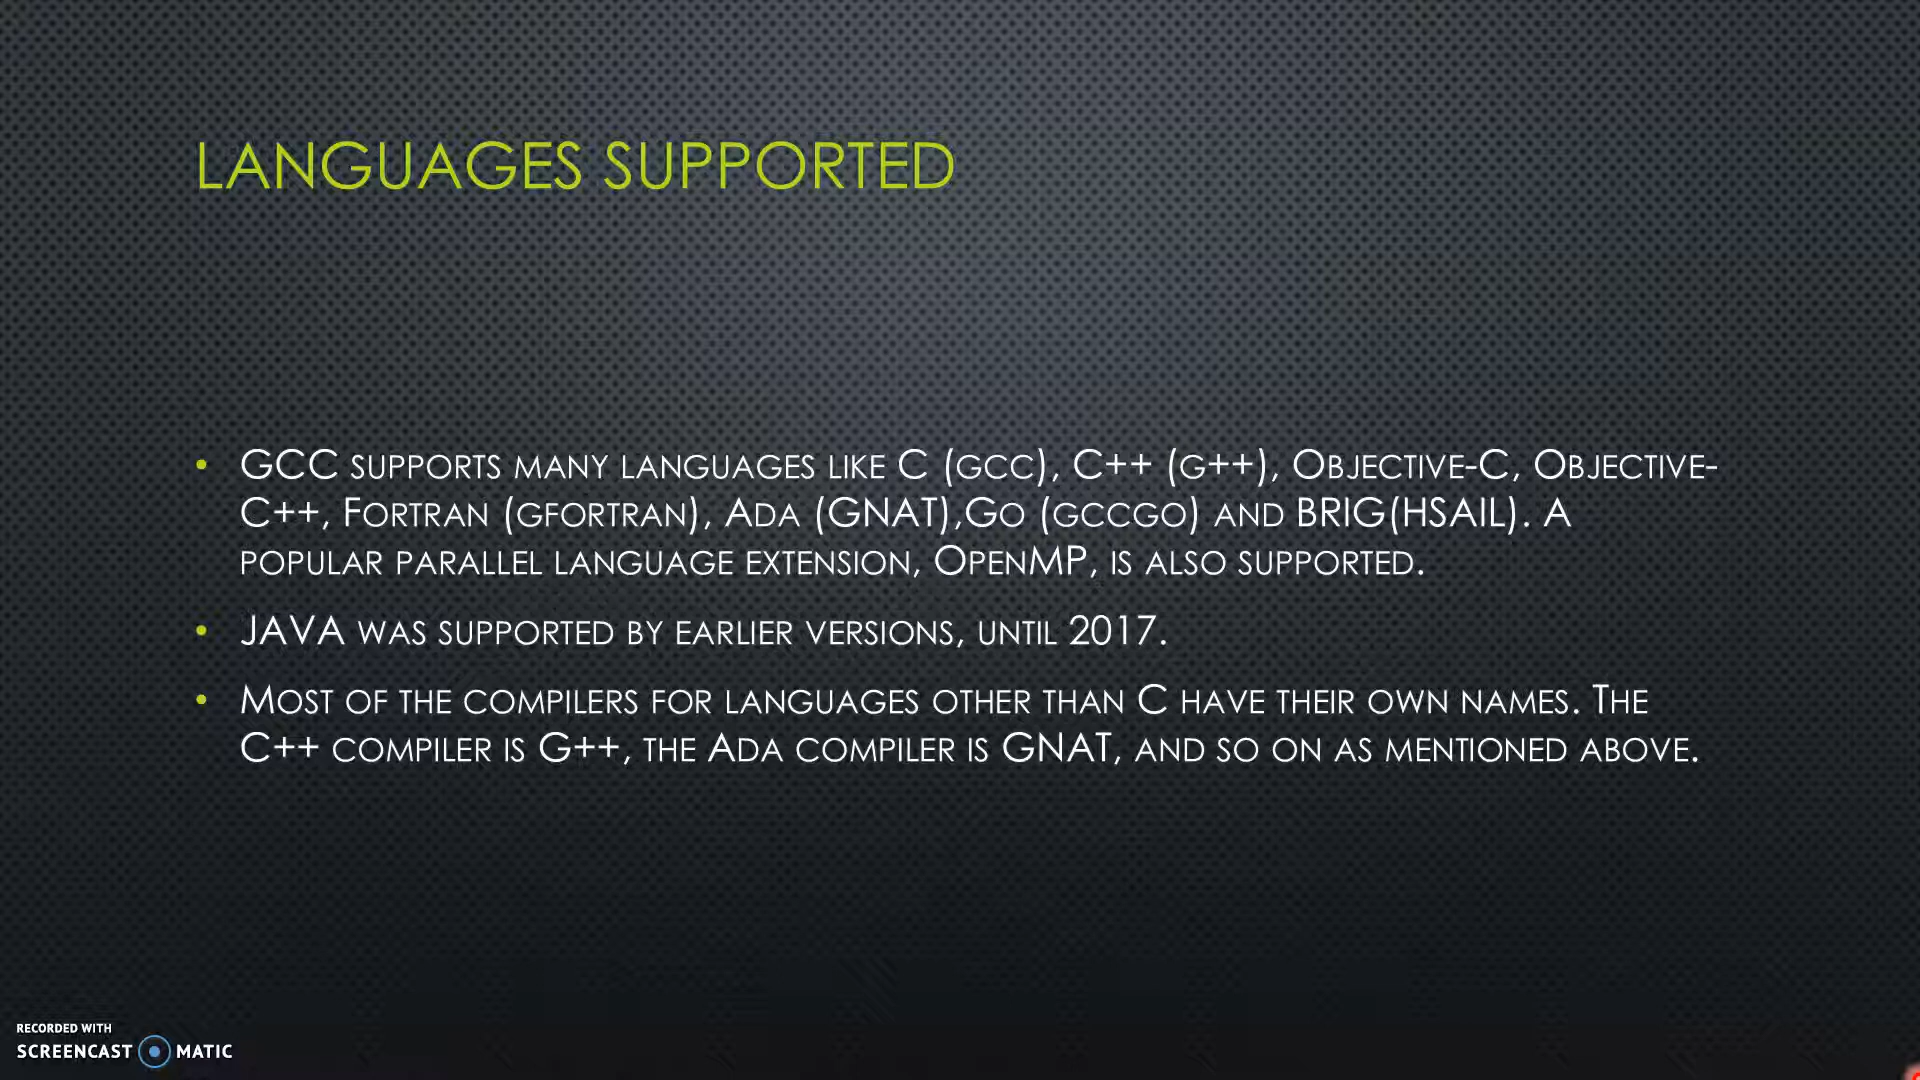 LANGUAGES SUPPORTED
• GCC SUPPORTS MANY LANGUAGES LIKE C (GCC), C++ (G++), OBJECTIVE-C, OBJECTIVE-
C++, FORTRAN (GFORTRAN), ADA (GNAT),GO (GCCGO) AND BRIG(HSAIL). A
POPULAR PARALLEL LANGUAGE EXTENSION, OPENMP, IS ALSO SUPPORTED.
• JAVA WAS SUPPORTED BY EARLIER VERSIONS, UNTIL 2017.
• MOST OF THE COMPILERS FOR LANGUAGES OTHER THAN C HAVE THEIR OWN NAMES. THE
C++ COMPILER IS G++, THE ADA COMPILER IS GNAT, AND SO ON AS MENTIONED ABOVE.
RECORDED WITH
SCREENCAST MATIC